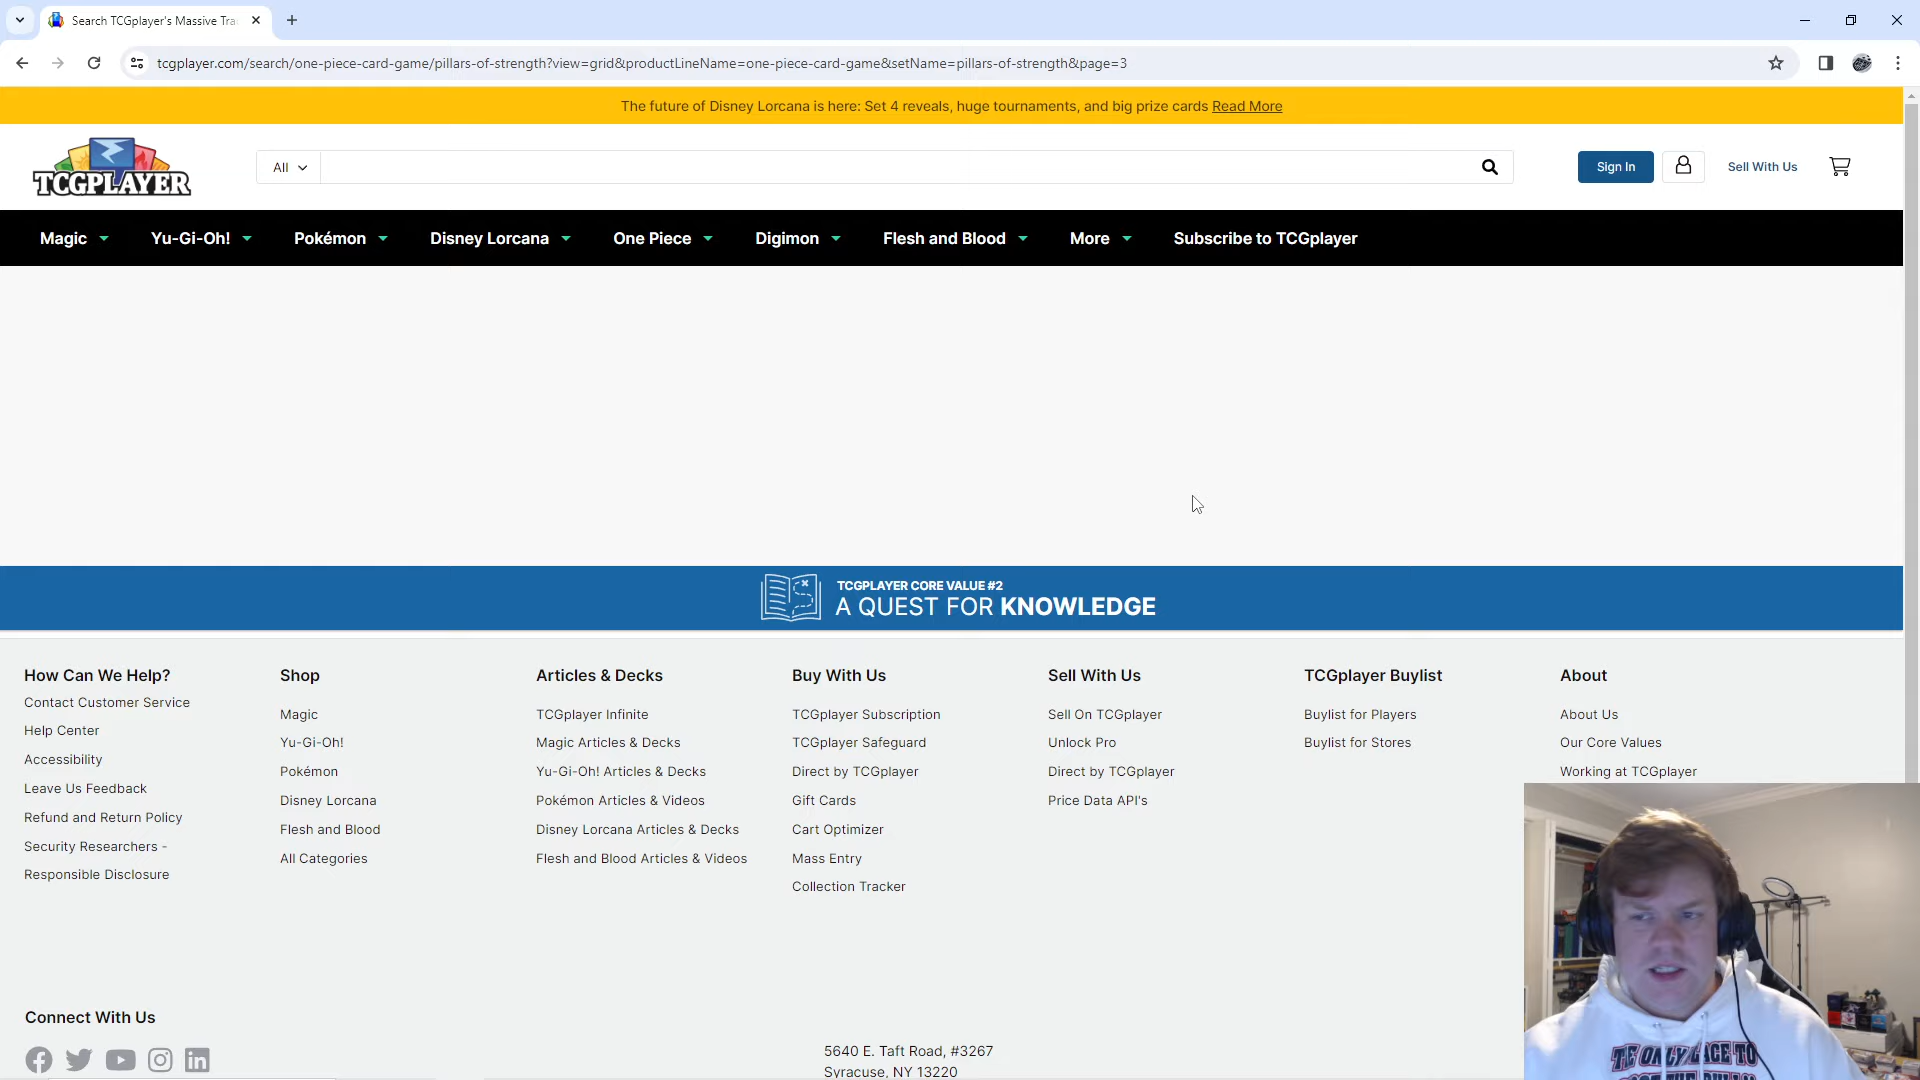 Search TCGplayer's Massive Tra
tcgplayer.com/search/one-piece-card-game/pillars-of-strength?view=grid&productLineName=one-piece-card-game&setName=pillars-of-strength&page=3
The future of Disney Lorcana is here: Set 4 reveals, huge tournaments, and big prize cards Read More
TCGPLAYER
All
Sign In
Sell With Us
Magic
Yu-Gi-Oh!
Pokémon
Disney Lorcana
One Piece
Digimon
Flesh and Blood
More
Subscribe to TCGplayer
TCGPLAYER CORE VALUE #2
A QUEST FOR KNOWLEDGE
How Can We Help?
Contact Customer Service
Help Center
Accessibility
Leave Us Feedback
Refund and Return Policy
Security Researchers -
Responsible Disclosure
Shop
Magic
Yu-Gi-Oh!
Pokémon
Disney Lorcana
Flesh and Blood
All Categories
Articles & Decks
TCGplayer Infinite
Magic Articles & Decks
Yu-Gi-Oh! Articles & Decks
Pokémon Articles & Videos
Disney Lorcana Articles & Decks
Flesh and Blood Articles & Videos
Buy With Us
TCGplayer Subscription
TCGplayer Safeguard
Direct by TCGplayer
Gift Cards
Cart Optimizer
Mass Entry
Collection Tracker
Sell With Us
Sell On TCGplayer
Unlock Pro
Direct by TCGplayer
Price Data API's
TCGplayer Buylist
Buylist for Players
Buylist for Stores
About
About Us
Our Core Values
Working at TCGplayer
Connect With Us
5640 E. Taft Road, #3267
Syracuse, NY 13220
ONLY
TO